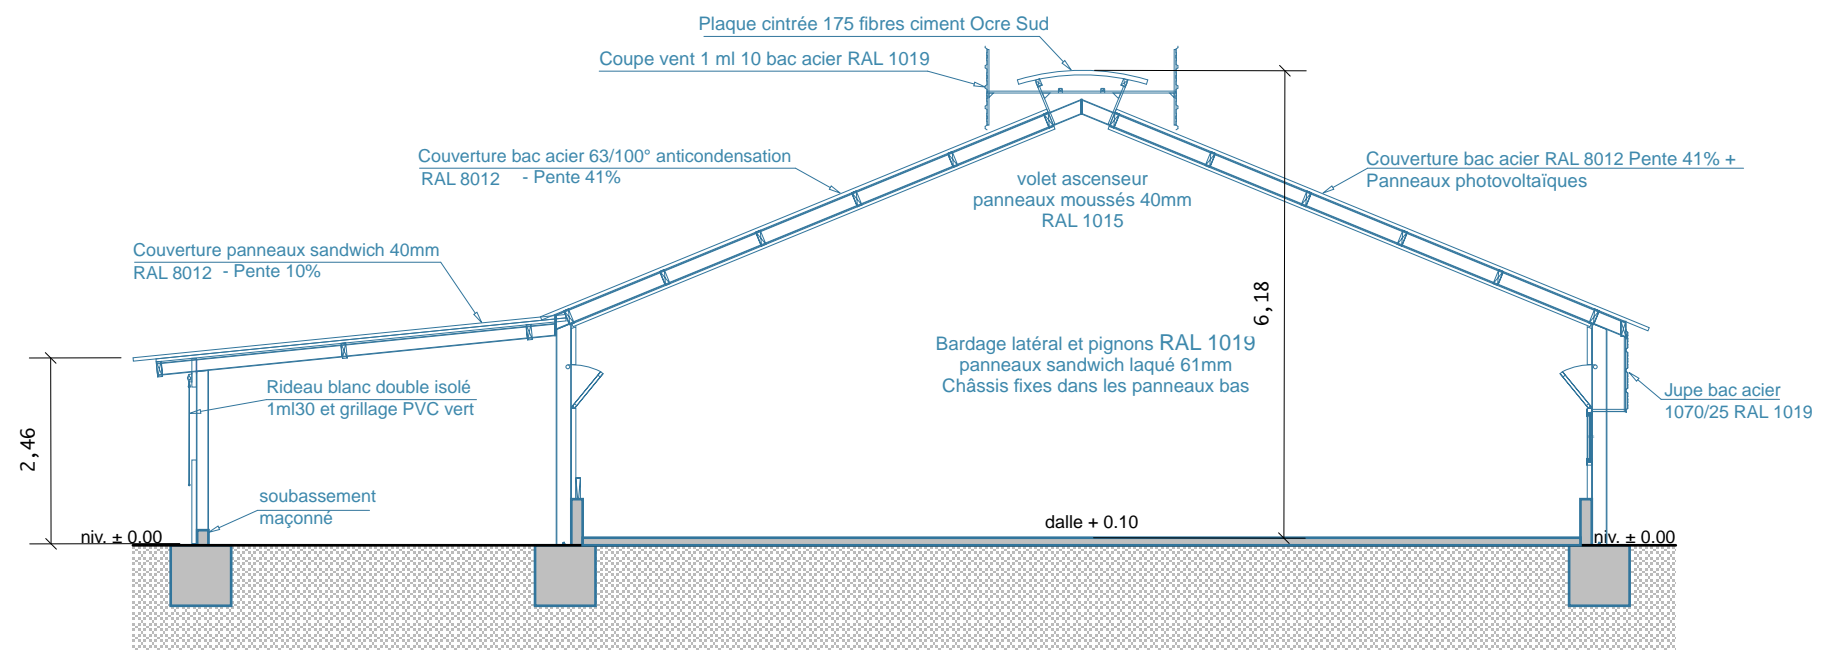 Plaque cintrée 175 fibres ciment Ocre Sud
Coupe vent 1 ml 10 bac acier RAL 1019
Couverture bac acier 63/100° anticondensation
RAL 8012 - Pente 41%
Couverture bac acier RAL 8012 Pente 41% +
Panneaux photovoltaïques
volet ascenseur
panneaux moussés 40mm
RAL 1015
Couverture panneaux sandwich 40mm
RAL 8012 - Pente 10%
6,18
Bardage latéral et pignons RAL 1019
panneaux sandwich laqué 61mm
Châssis fixes dans les panneaux bas
Rideau blanc double isolé
1ml30 et grillage PVC vert
Jupe bac acier
1070/25 RAL 1019
2,46
soubassement
maçonné
dalle + 0.10
niv. ± 0.00
niv. ± 0.00